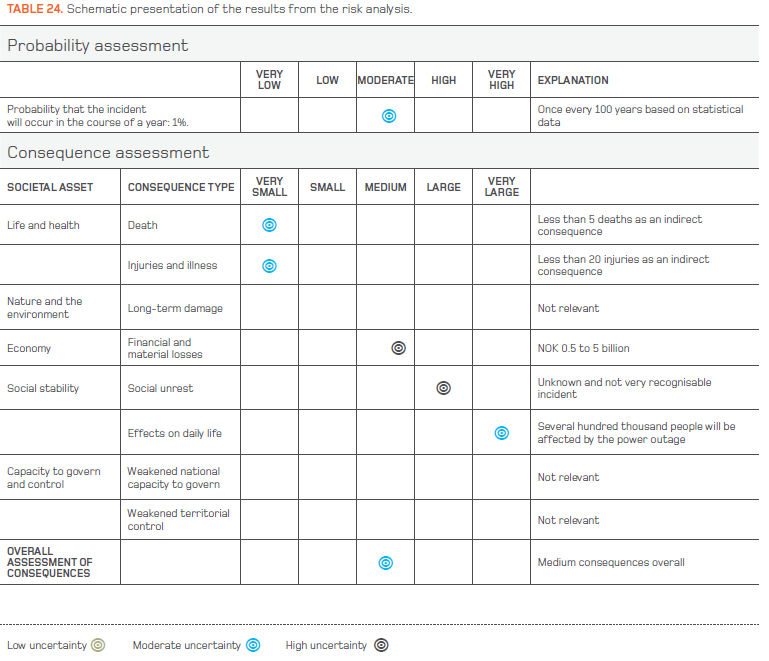 TABLE 24. Schematic presentation of the results from the risk analysis.
Probability assessment
VERY LOW
LOW
MODERATE
HIGH
VERY HIGH
EXPLANATION
Probability that the incident
will occur in the course of a year: 1%.
Once every 100 years based on statistical
data
Consequence assessment
SOCIETAL ASSET
CONSEQUENCE TYPE
VERY SMALL
SMALL
MEDIUM
LARGE
VERY LARGE
Life and health
Death
Less than 5 deaths as an indirect
consequence
Injuries and illness
Less than 20 injuries as an indirect
consequence
Nature and the
environment
Long-term damage
Not relevant
Economy
Financial and
material losses
NOK 0.5 to 5 billion
Social stability
Social unrest
Unknown and not very recognisable
incident
Effects on daily life
Several hundred thousand people will be
affected by the power outage
Capacity to govern
and control
Weakened national
capacity to govern
Not relevant
Weakened territorial
control
Not relevant
OVERALL
ASSESSMENT OF
CONSEQUENCES
Medium consequences overall
Low uncertainty
Moderate uncertainty
High uncertainty